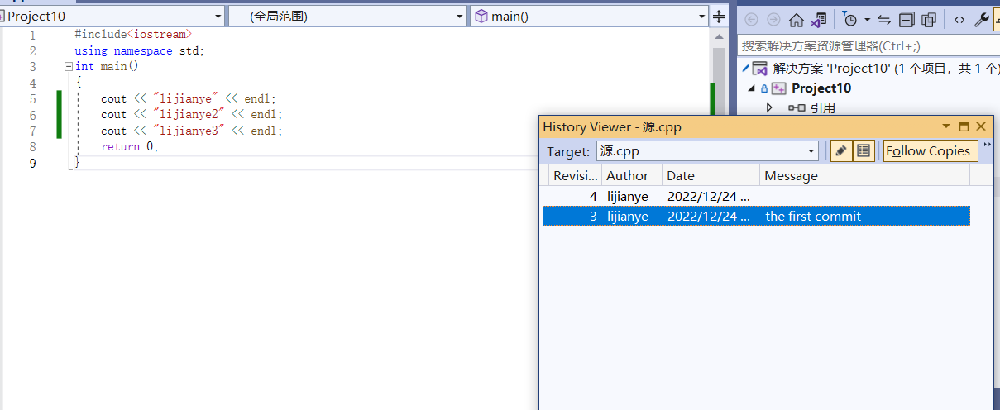 Project10
(全局范围)
main()
1 #include<iostream>
2 using namespace std;
3 int main()
4 {
5 cout << "lijianye" << endl;
6 cout << "lijianye2" << endl;
7 cout << "lijianye3" << endl;
8 return 0;
9 }
搜索解决方案资源管理器(Ctrl+;)
解决方案 'Project10' (1 个项目，共 1 个)
Project10
引用
History Viewer - 源.cpp
Target: 源.cpp
Follow Copies
Revisi... Author Date Message
4 lijianye 2022/12/24 ...
3 lijianye 2022/12/24 ... the first commit